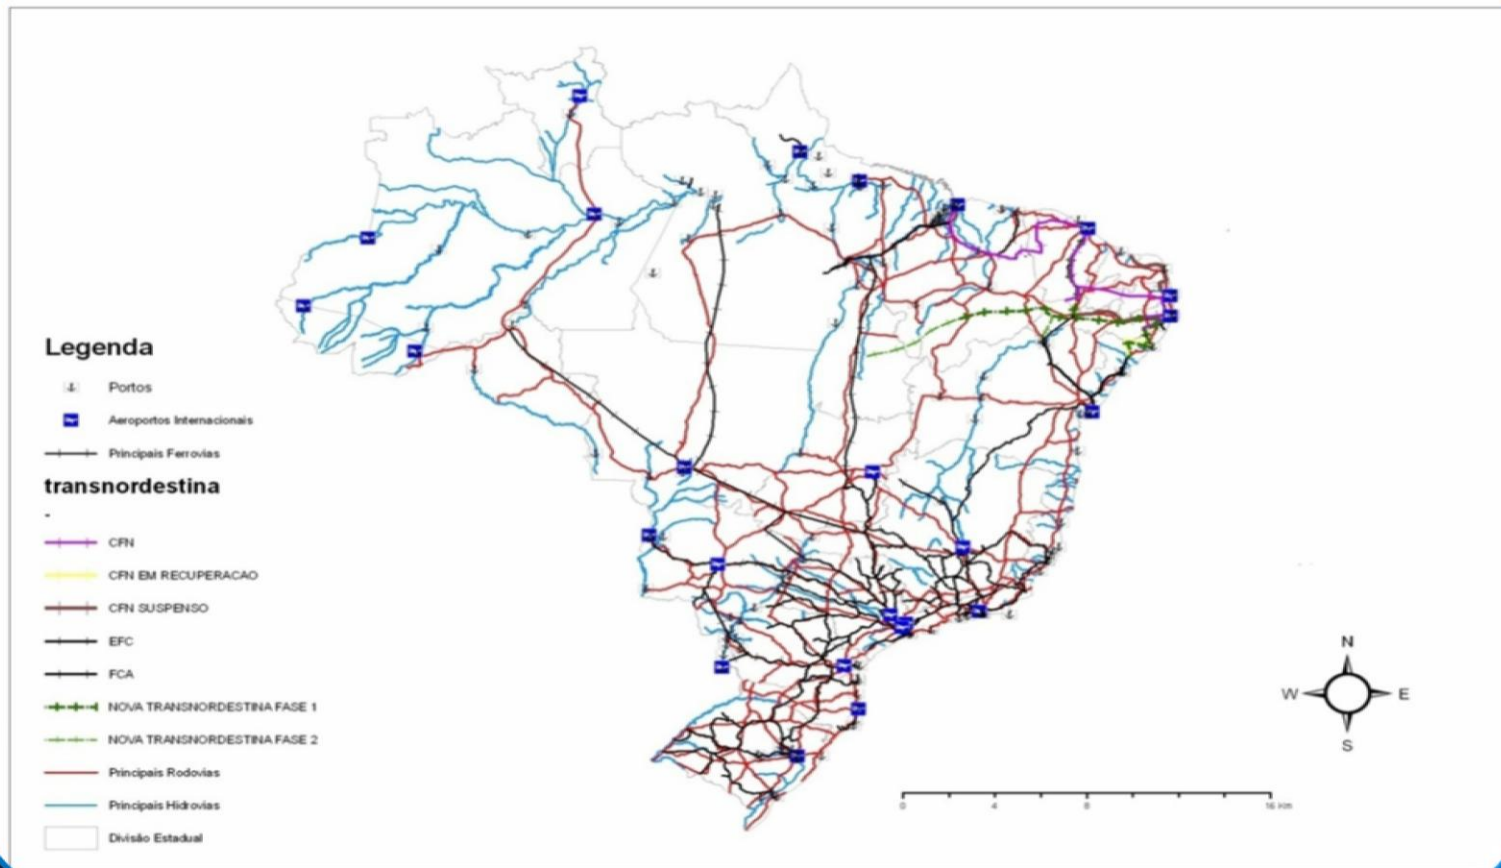 Legenda
Portos
Aeroportos Internacionais
Principais Ferrovias
transnordestina
-
CFN
CFN EM RECUPERACAO
CFN SUSPENSO
EFC
FCA
NOVA TRANSNORDESTINA FASE 1
NOVA TRANSNORDESTINA FASE 2
Principais Rodovias
Principais Hidrovias
Divisão Estadual
N
W E
S
0 4 8 16 Km